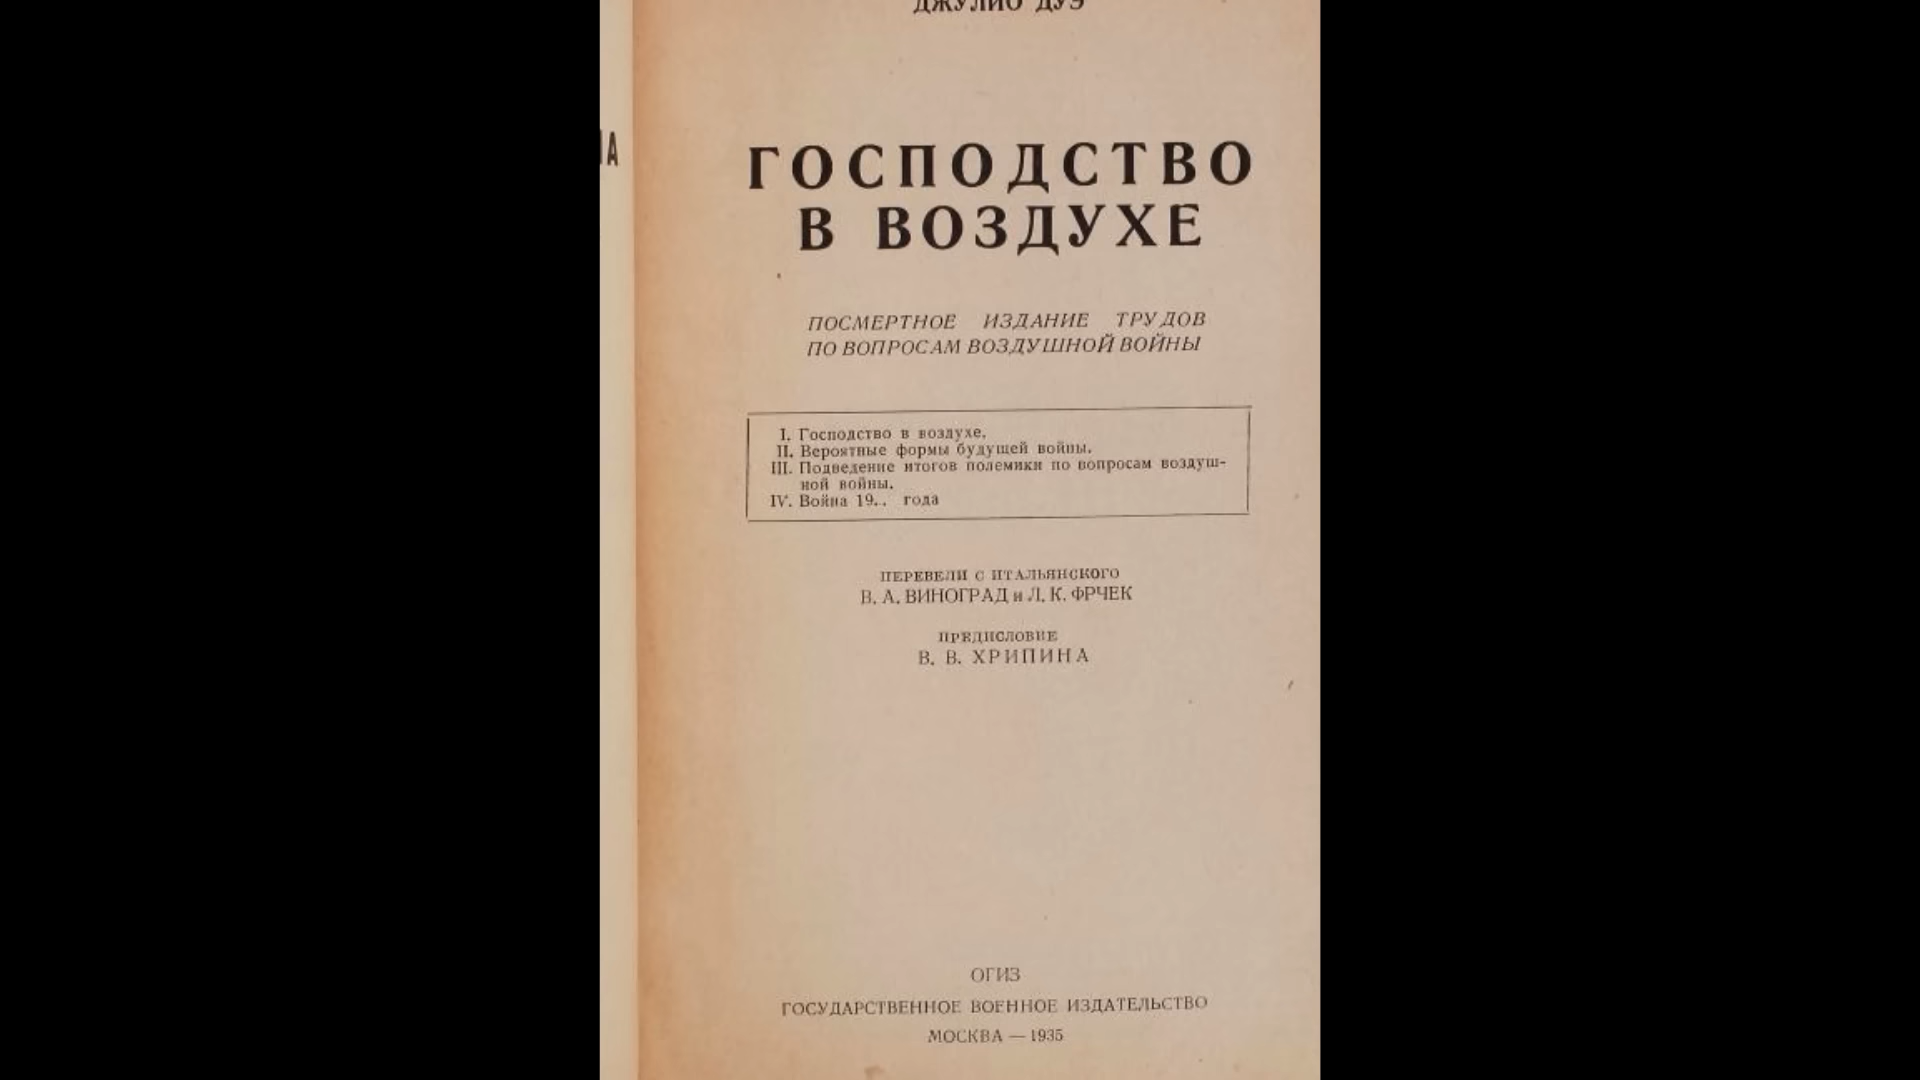 ДЖУЛИО ДУЭ
ГОСПОДСТВО
В ВОЗДУХЕ
ПОСМЕРТНОЕ ИЗДАНИЕ ТРУДОВ
ПО ВОПРОСАМ ВОЗДУШНОЙ ВОЙНЫ
I. Господство в воздухе.
II. Вероятные формы будущей войны.
III. Подведение итогов полемики по вопросам воздуш-
ной войны.
IV. Война 19.. года
ПЕРЕВЕЛИ С ИТАЛЬЯНСКОГО
В. А. ВИНОГРАД и Л. К. ФРЧЕК
ПРЕДИСЛОВИЕ
В. В. ХРИПИНА
ОГИЗ
ГОСУДАРСТВЕННОЕ ВОЕННОЕ ИЗДАТЕЛЬСТВО
МОСКВА — 1935